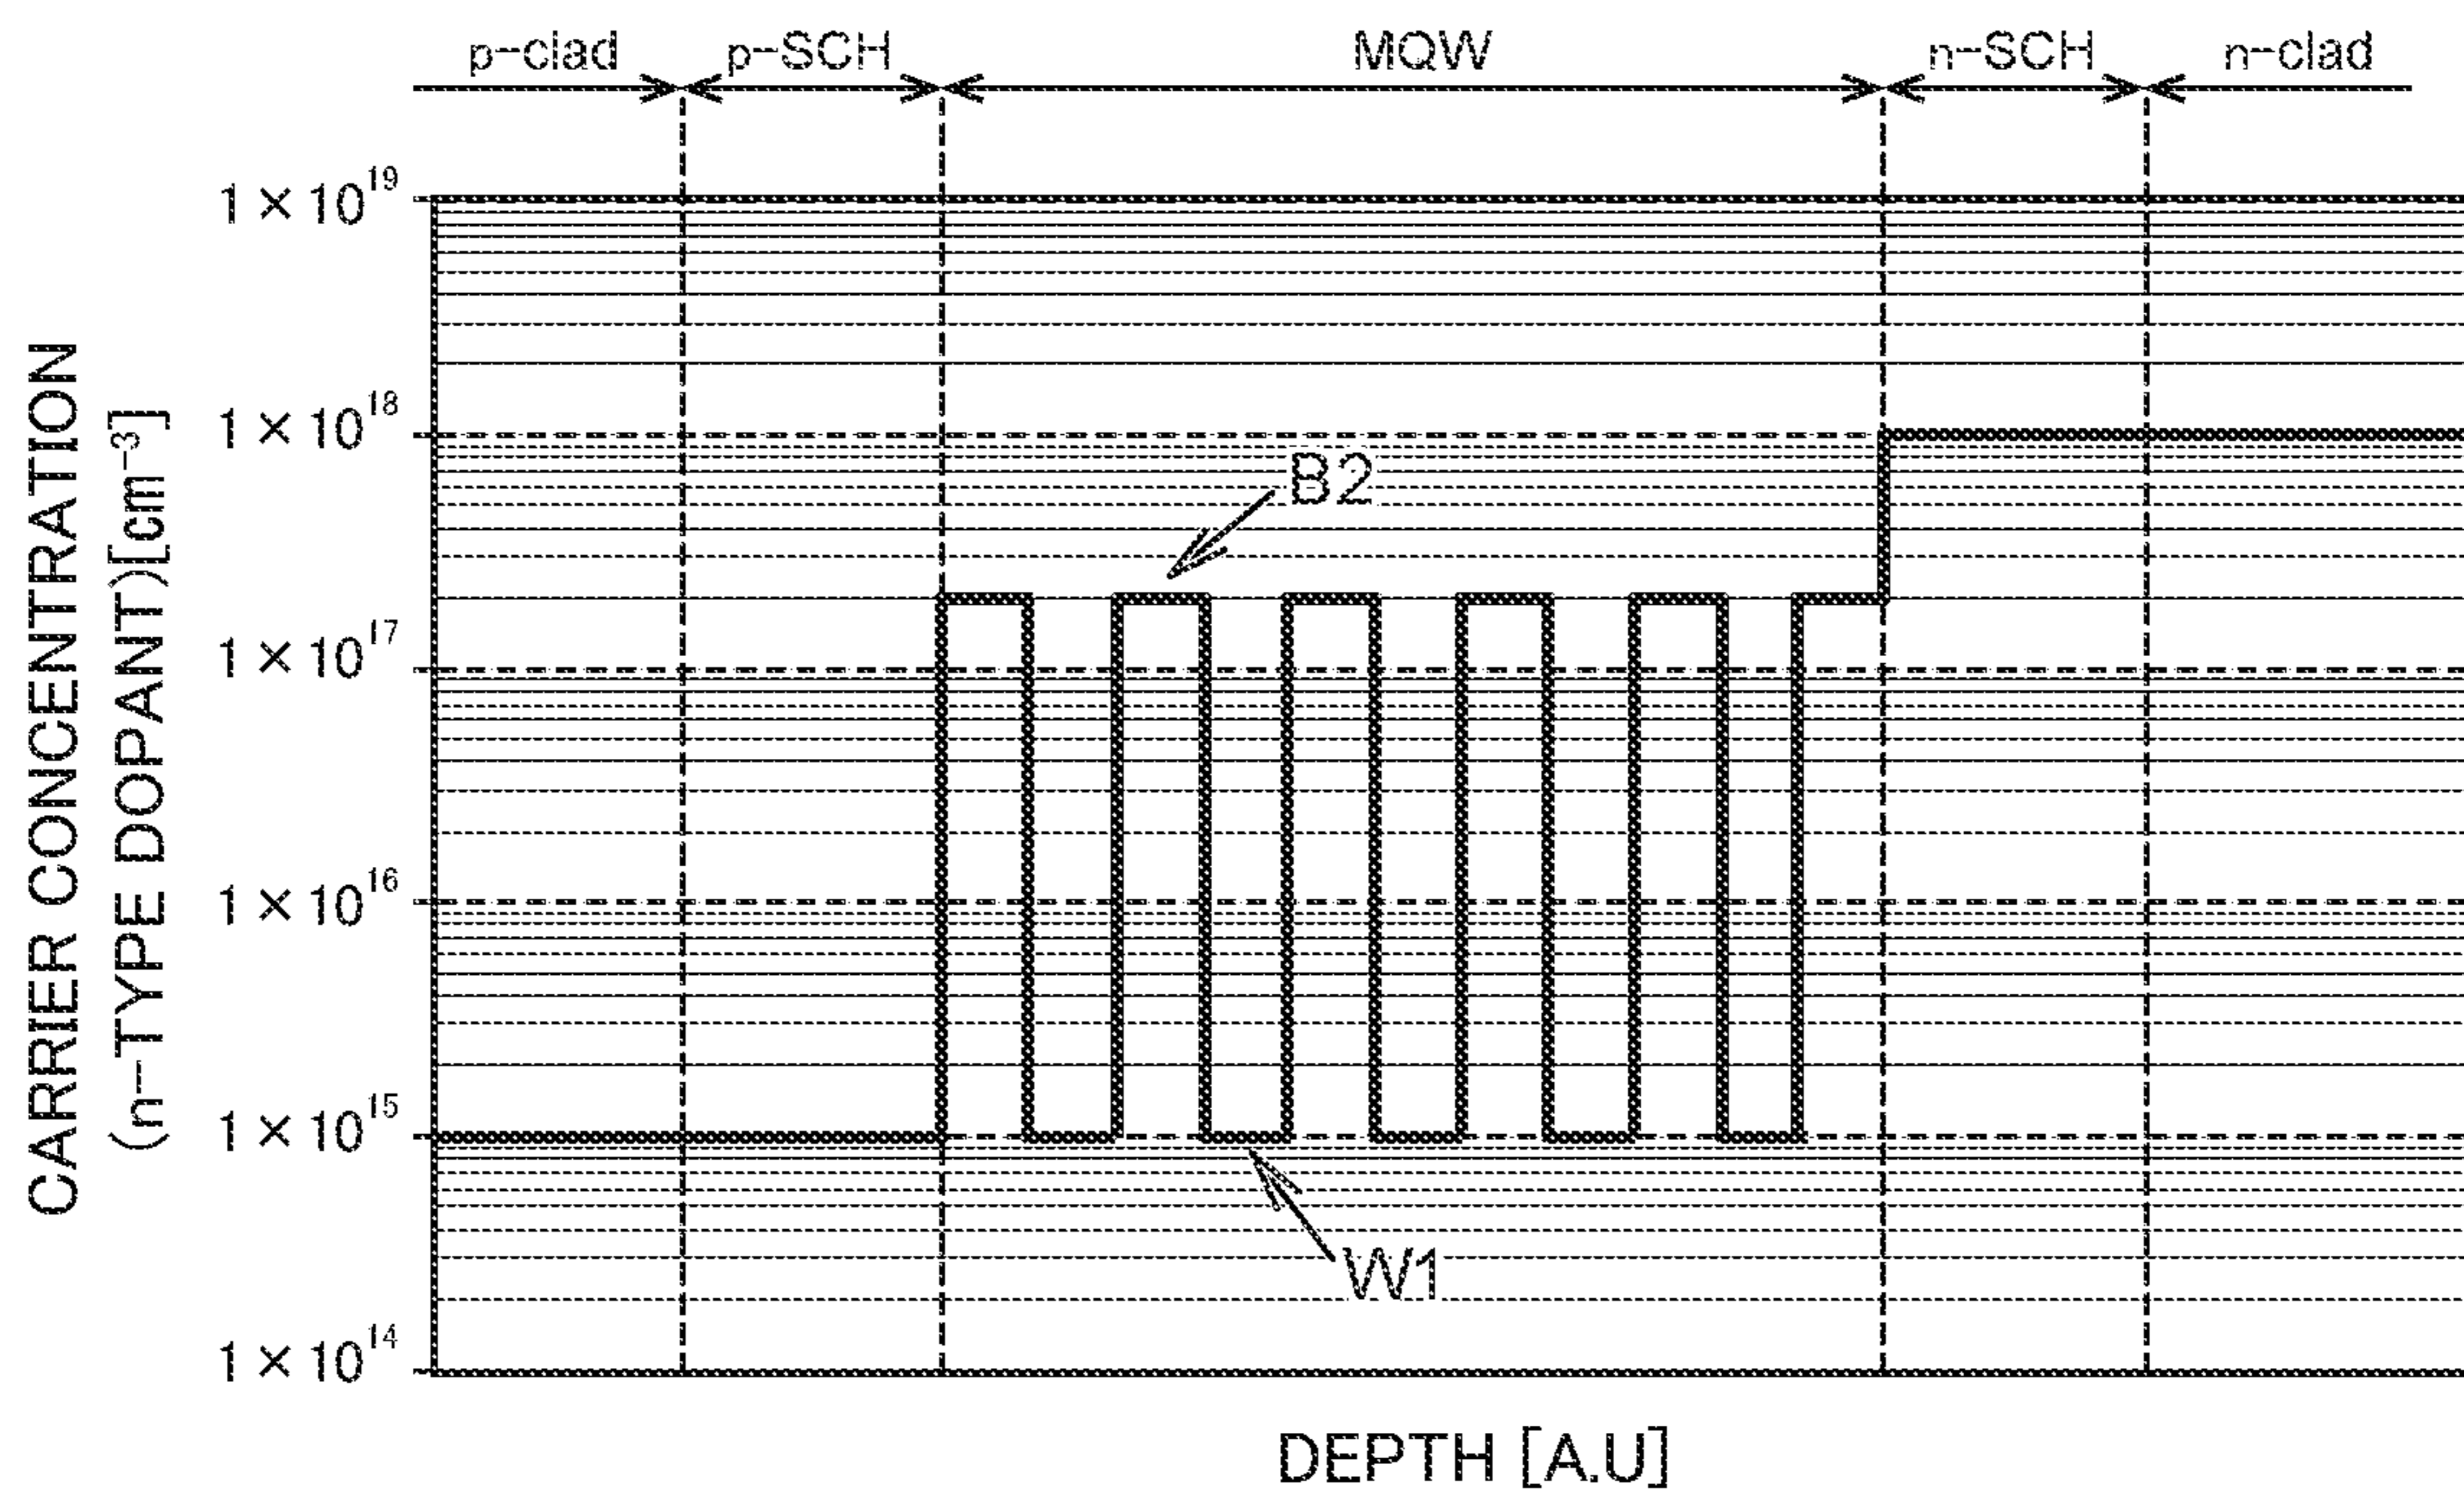 p-clad p-SCH MQW n-SCH n-clad
1×10¹⁹
1×10¹⁸
1×10¹⁷
1×10¹⁶
1×10¹⁵
1×10¹⁴
CARRIER CONCENTRATION
(n-TYPE DOPANT)[cm⁻³]
B2
W1
DEPTH [A.U]